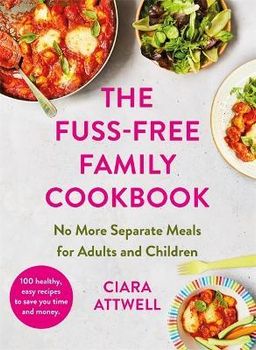 THE
FUSS-FREE
FAMILY
COOKBOOK
No More Separate Meals
for Adults and Children
100 healthy,
easy recipes
to save you time
and money.
CIARA
ATTWELL